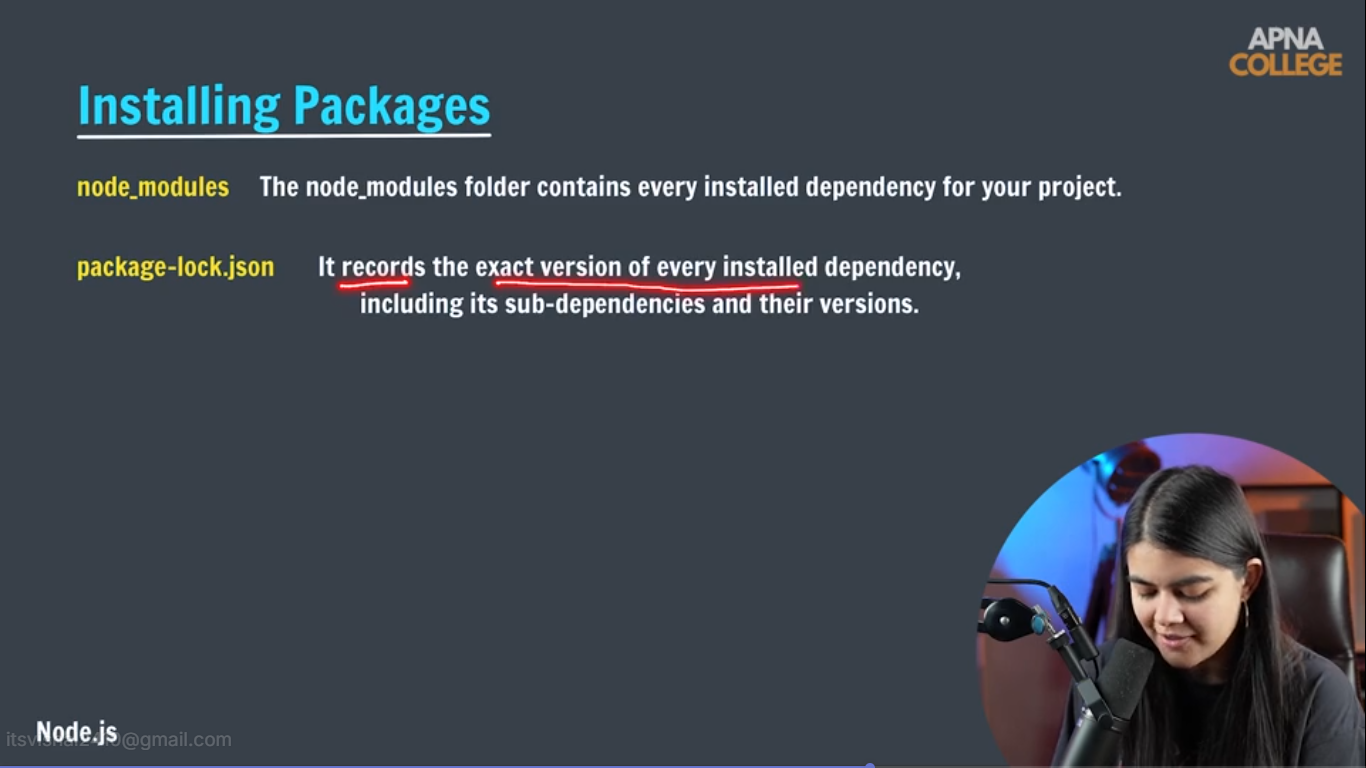 APNA
COLLEGE
Installing Packages
node_modules The node_modules folder contains every installed dependency for your project.
package-lock.json It records the exact version of every installed dependency,
including its sub-dependencies and their versions.
Node.js
@gmail.com